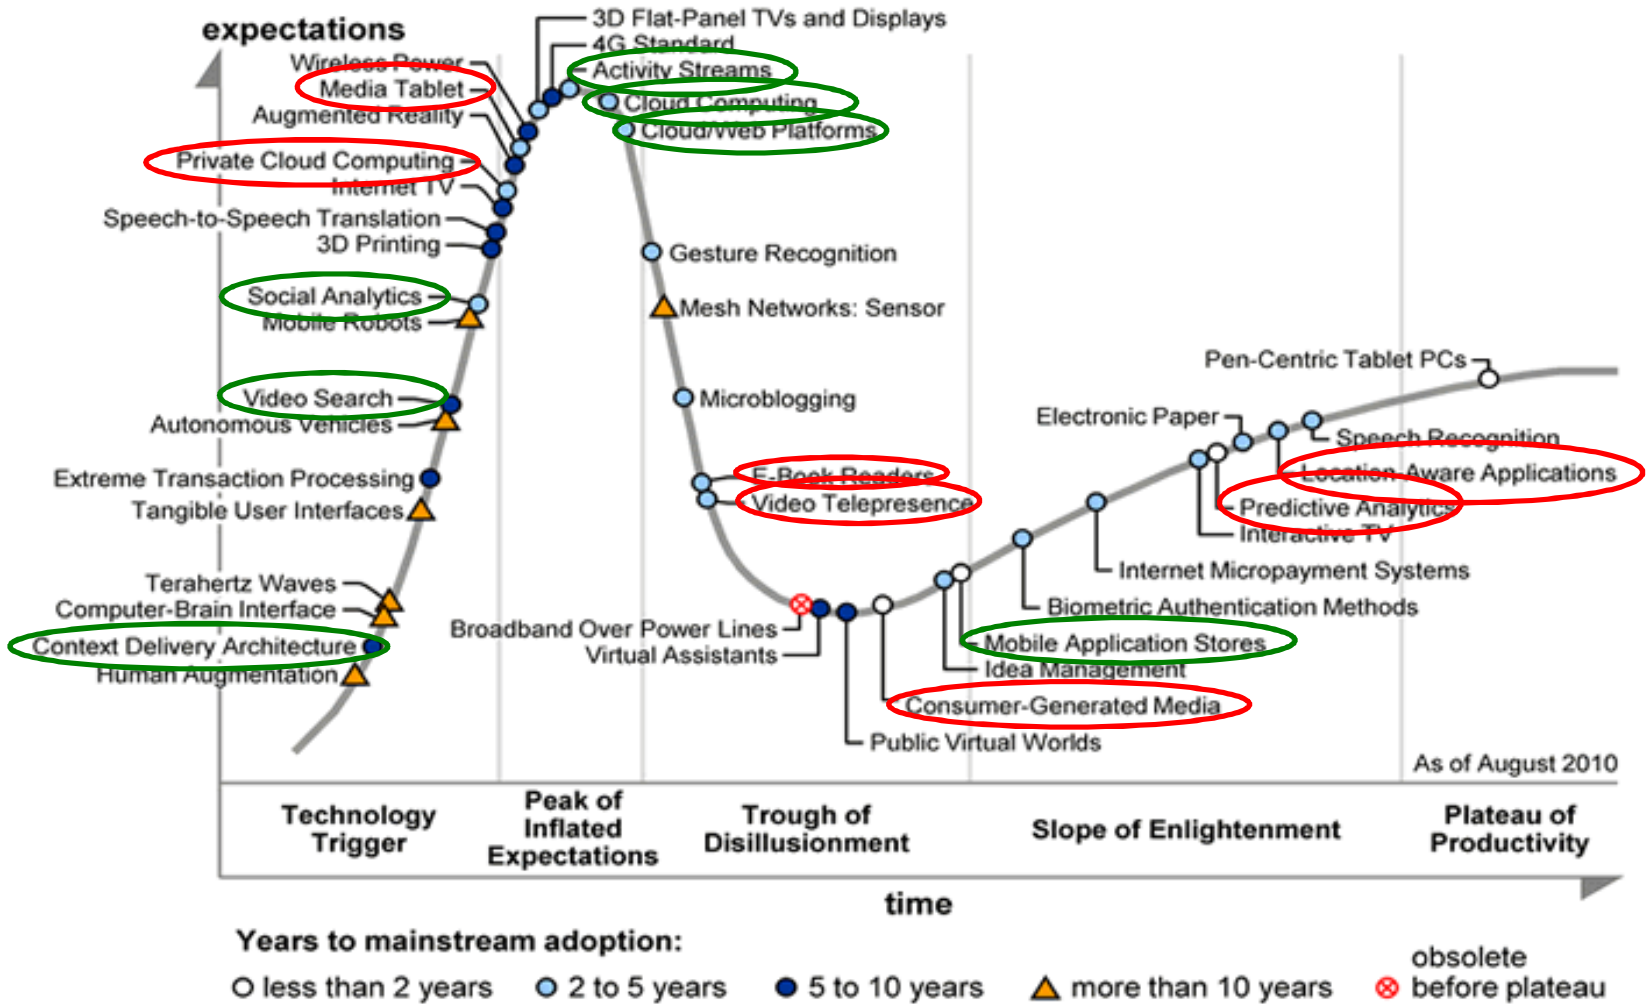 expectations
3D Flat-Panel TVs and Displays
4G Standard
Wireless Power
Activity Streams
Media Tablet
Cloud Computing
Augmented Reality
Cloud/Web Platforms
Private Cloud Computing
Internet TV
Speech-to-Speech Translation
3D Printing
Gesture Recognition
Social Analytics
Mesh Networks: Sensor
Mobile Robots
Pen-Centric Tablet PCs
Video Search
Microblogging
Electronic Paper
Autonomous Vehicles
Speech Recognition
Extreme Transaction Processing
E-Book Readers
Location-Aware Applications
Video Telepresence
Predictive Analytics
Tangible User Interfaces
Interactive TV
Internet Micropayment Systems
Terahertz Waves
Computer-Brain Interface
Biometric Authentication Methods
Broadband Over Power Lines
Context Delivery Architecture
Mobile Application Stores
Virtual Assistants
Idea Management
Human Augmentation
Consumer-Generated Media
Public Virtual Worlds
As of August 2010
Technology
Trigger
Peak of
Inflated
Expectations
Trough of
Disillusionment
Slope of Enlightenment
Plateau of
Productivity
time
Years to mainstream adoption:
less than 2 years
2 to 5 years
5 to 10 years
more than 10 years
obsolete
before plateau